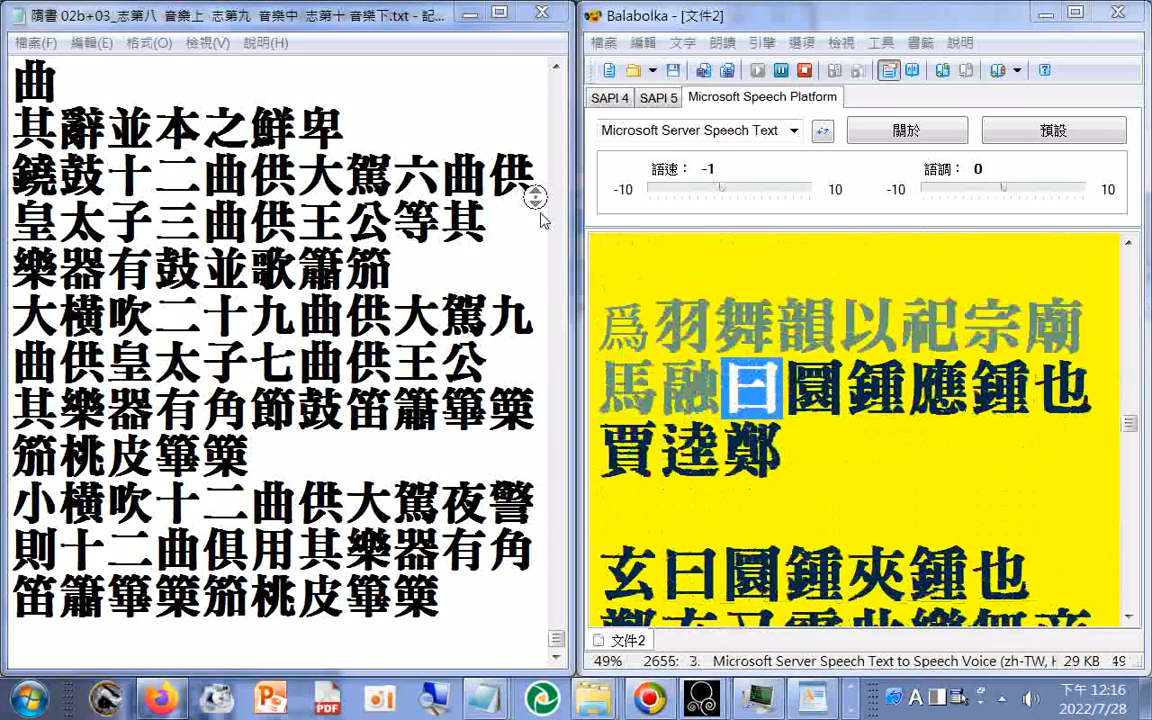 隋書 02b+03_志第八 音樂上 志第九 音樂中 志第十 音樂下.txt - 記...
檔案(F) 編輯(E) 格式(O) 檢視(V) 說明(H)
曲
其辭並本之鮮卑
鐃鼓十二曲供大駕六曲供
皇太子三曲供王公等其
樂器有鼓並歌簫笳
大橫吹二十九曲供大駕九
曲供皇太子七曲供王公
其樂器有角節鼓笛簫篳篥
笳桃皮篳篥
小橫吹十二曲供大駕夜警
則十二曲俱用其樂器有角
笛簫篳篥笳桃皮篳篥
Balabolka - [文件2]
檔案 編輯 文字 朗讀 引擎 選項 檢視 工具 書籤 說明
SAPI 4 SAPI 5 Microsoft Speech Platform
Microsoft Server Speech Text 關於 預設
語速: -1 語調: 0
-10 10 -10 10
爲羽舞韻以祀宗廟
馬融曰圜鍾應鍾也
賈逵鄭
玄曰圜鍾夾鍾也
鄭玄又云此樂無商
文件2
49% 2655: 3. Microsoft Server Speech Text to Speech Voice (zh-TW, H 29 KB 49
PDF
下午 12:16
2022/7/28